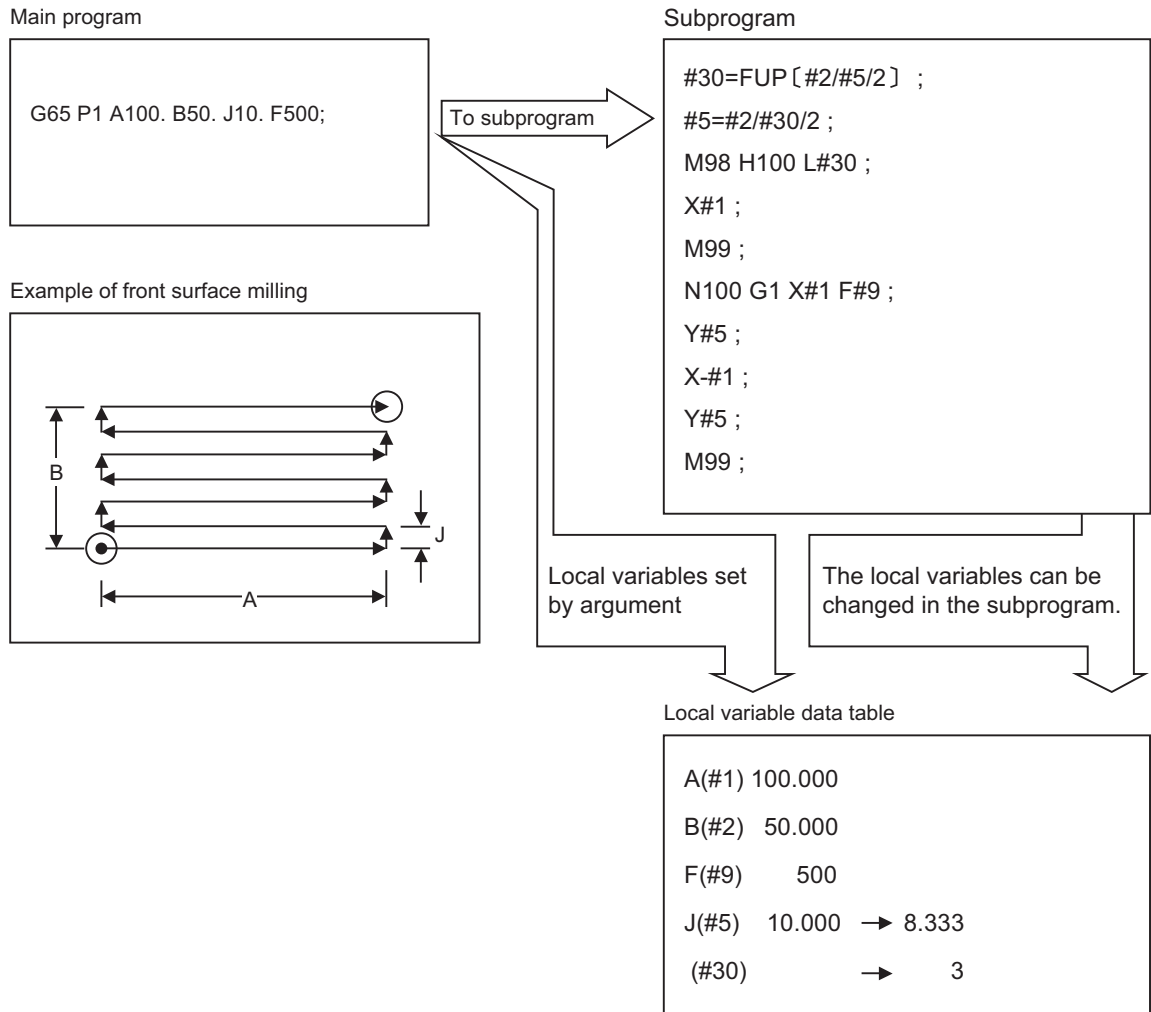 Main program
G65 P1 A100. B50. J10. F500;
To subprogram
Subprogram
#30=FUP〔#2/#5/2〕 ;
#5=#2/#30/2 ;
M98 H100 L#30 ;
X#1 ;
M99 ;
N100 G1 X#1 F#9 ;
Y#5 ;
X-#1 ;
Y#5 ;
M99 ;
Example of front surface milling
B
J
A
Local variables set
by argument
The local variables can be
changed in the subprogram.
Local variable data table
A(#1) 100.000
B(#2) 50.000
F(#9) 500
J(#5) 10.000 → 8.333
(#30) → 3